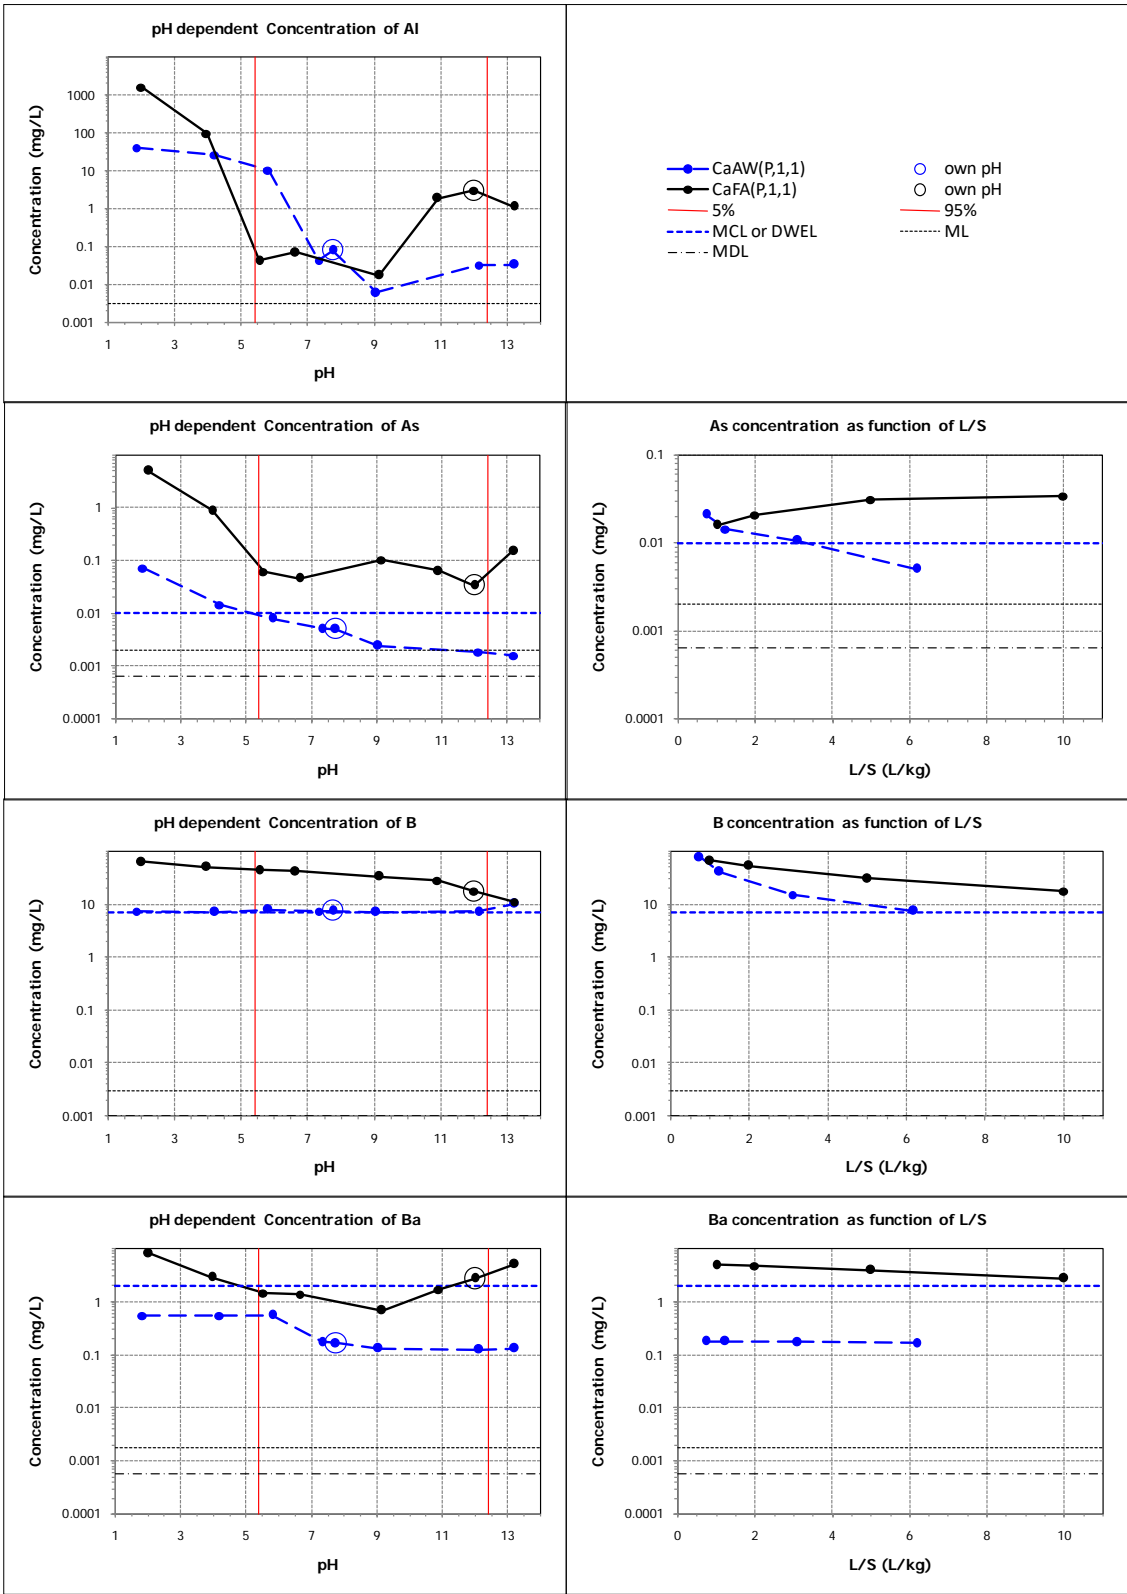 pH dependent Concentration of Al
Concentration (mg/L)
1000
100
10
1
0.1
0.01
0.001
1 3 5 7 9 11 13
pH
CaAW(P,1,1) own pH
CaFA(P,1,1) own pH
5% 95%
MCL or DWEL ML
MDL
pH dependent Concentration of As
Concentration (mg/L)
1
0.1
0.01
0.001
0.0001
1 3 5 7 9 11 13
pH
As concentration as function of L/S
Concentration (mg/L)
0.1
0.01
0.001
0.0001
0 2 4 6 8 10
L/S (L/kg)
pH dependent Concentration of B
Concentration (mg/L)
10
1
0.1
0.01
0.001
1 3 5 7 9 11 13
pH
B concentration as function of L/S
Concentration (mg/L)
10
1
0.1
0.01
0.001
0 2 4 6 8 10
L/S (L/kg)
pH dependent Concentration of Ba
Concentration (mg/L)
1
0.1
0.01
0.001
0.0001
1 3 5 7 9 11 13
pH
Ba concentration as function of L/S
Concentration (mg/L)
1
0.1
0.01
0.001
0.0001
0 2 4 6 8 10
L/S (L/kg)